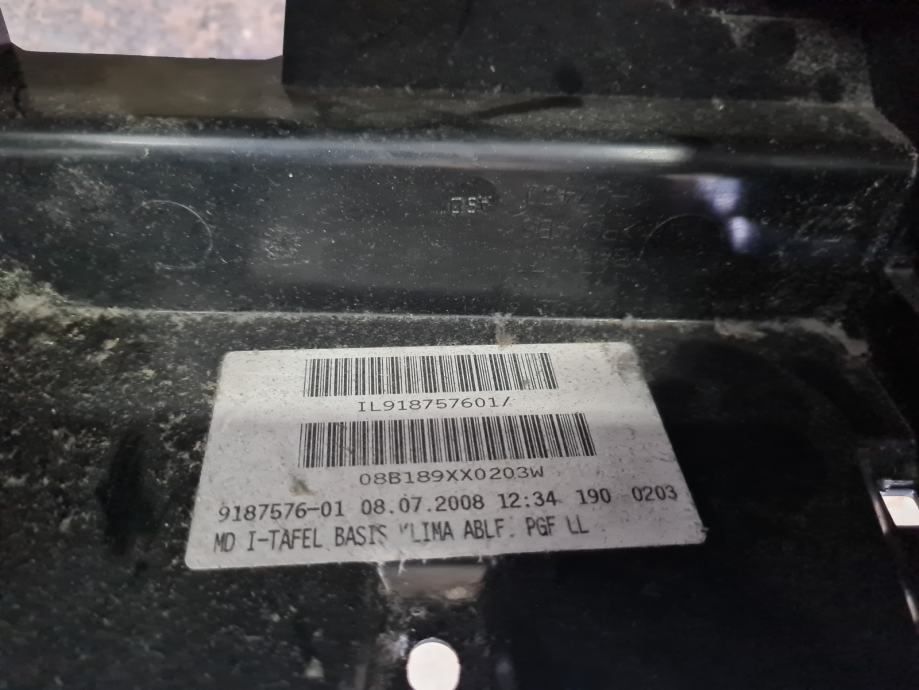 IL918757601/
08B189XX0203W
9187576-01 08.07.2008 12:34 190 0203
MD I-TAFEL BASIS KLIMA ABLF. PGF LL